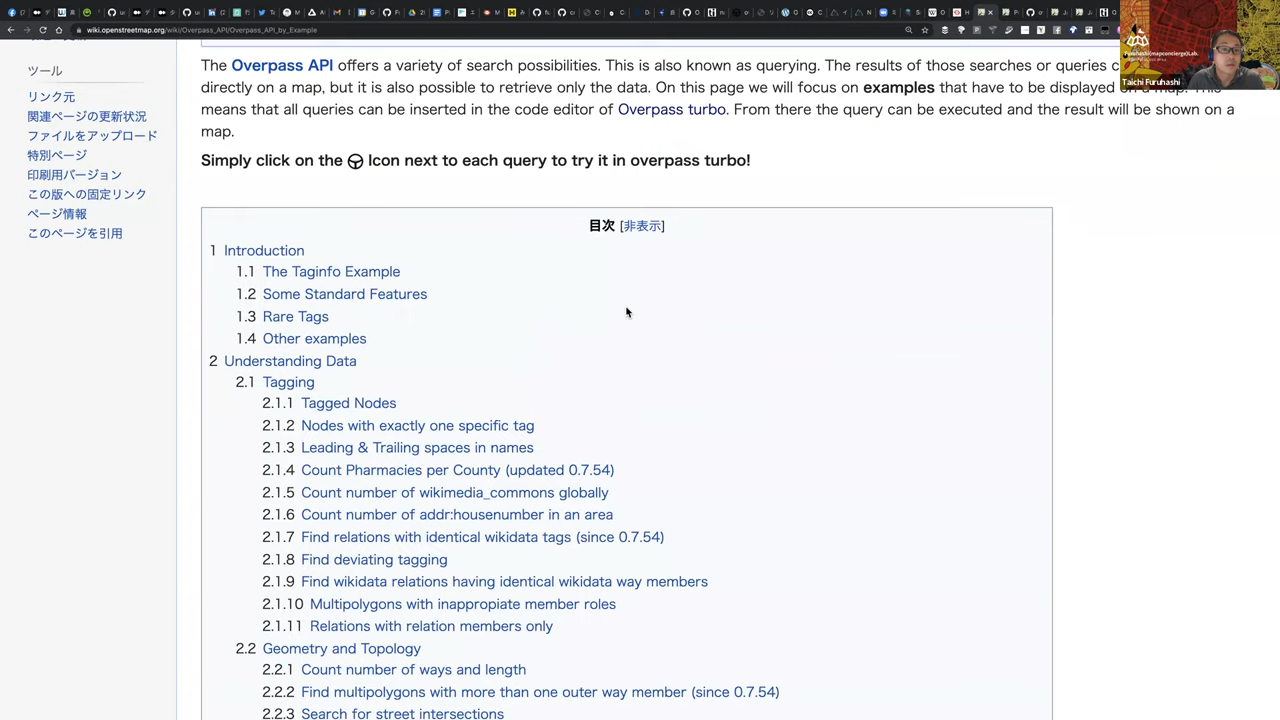 wiki.openstreetmap.org/wiki/Overpass_API/Overpass_API_by_Example
ツール
リンク元
関連ページの更新状況
ファイルをアップロード
特別ページ
印刷用バージョン
この版への固定リンク
ページ情報
このページを引用
The Overpass API offers a variety of search possibilities. This is also known as querying. The results of those searches or queries c
directly on a map, but it is also possible to retrieve only the data. On this page we will focus on examples that have to be displayed on a map. This
means that all queries can be inserted in the code editor of Overpass turbo. From there the query can be executed and the result will be shown on a
map.
Simply click on the Icon next to each query to try it in overpass turbo!
目次 [非表示]
1 Introduction
1.1 The Taginfo Example
1.2 Some Standard Features
1.3 Rare Tags
1.4 Other examples
2 Understanding Data
2.1 Tagging
2.1.1 Tagged Nodes
2.1.2 Nodes with exactly one specific tag
2.1.3 Leading & Trailing spaces in names
2.1.4 Count Pharmacies per County (updated 0.7.54)
2.1.5 Count number of wikimedia_commons globally
2.1.6 Count number of addr:housenumber in an area
2.1.7 Find relations with identical wikidata tags (since 0.7.54)
2.1.8 Find deviating tagging
2.1.9 Find wikidata relations having identical wikidata way members
2.1.10 Multipolygons with inappropiate member roles
2.1.11 Relations with relation members only
2.2 Geometry and Topology
2.2.1 Count number of ways and length
2.2.2 Find multipolygons with more than one outer way member (since 0.7.54)
2.2.3 Search for street intersections
Taichi Furuhashi